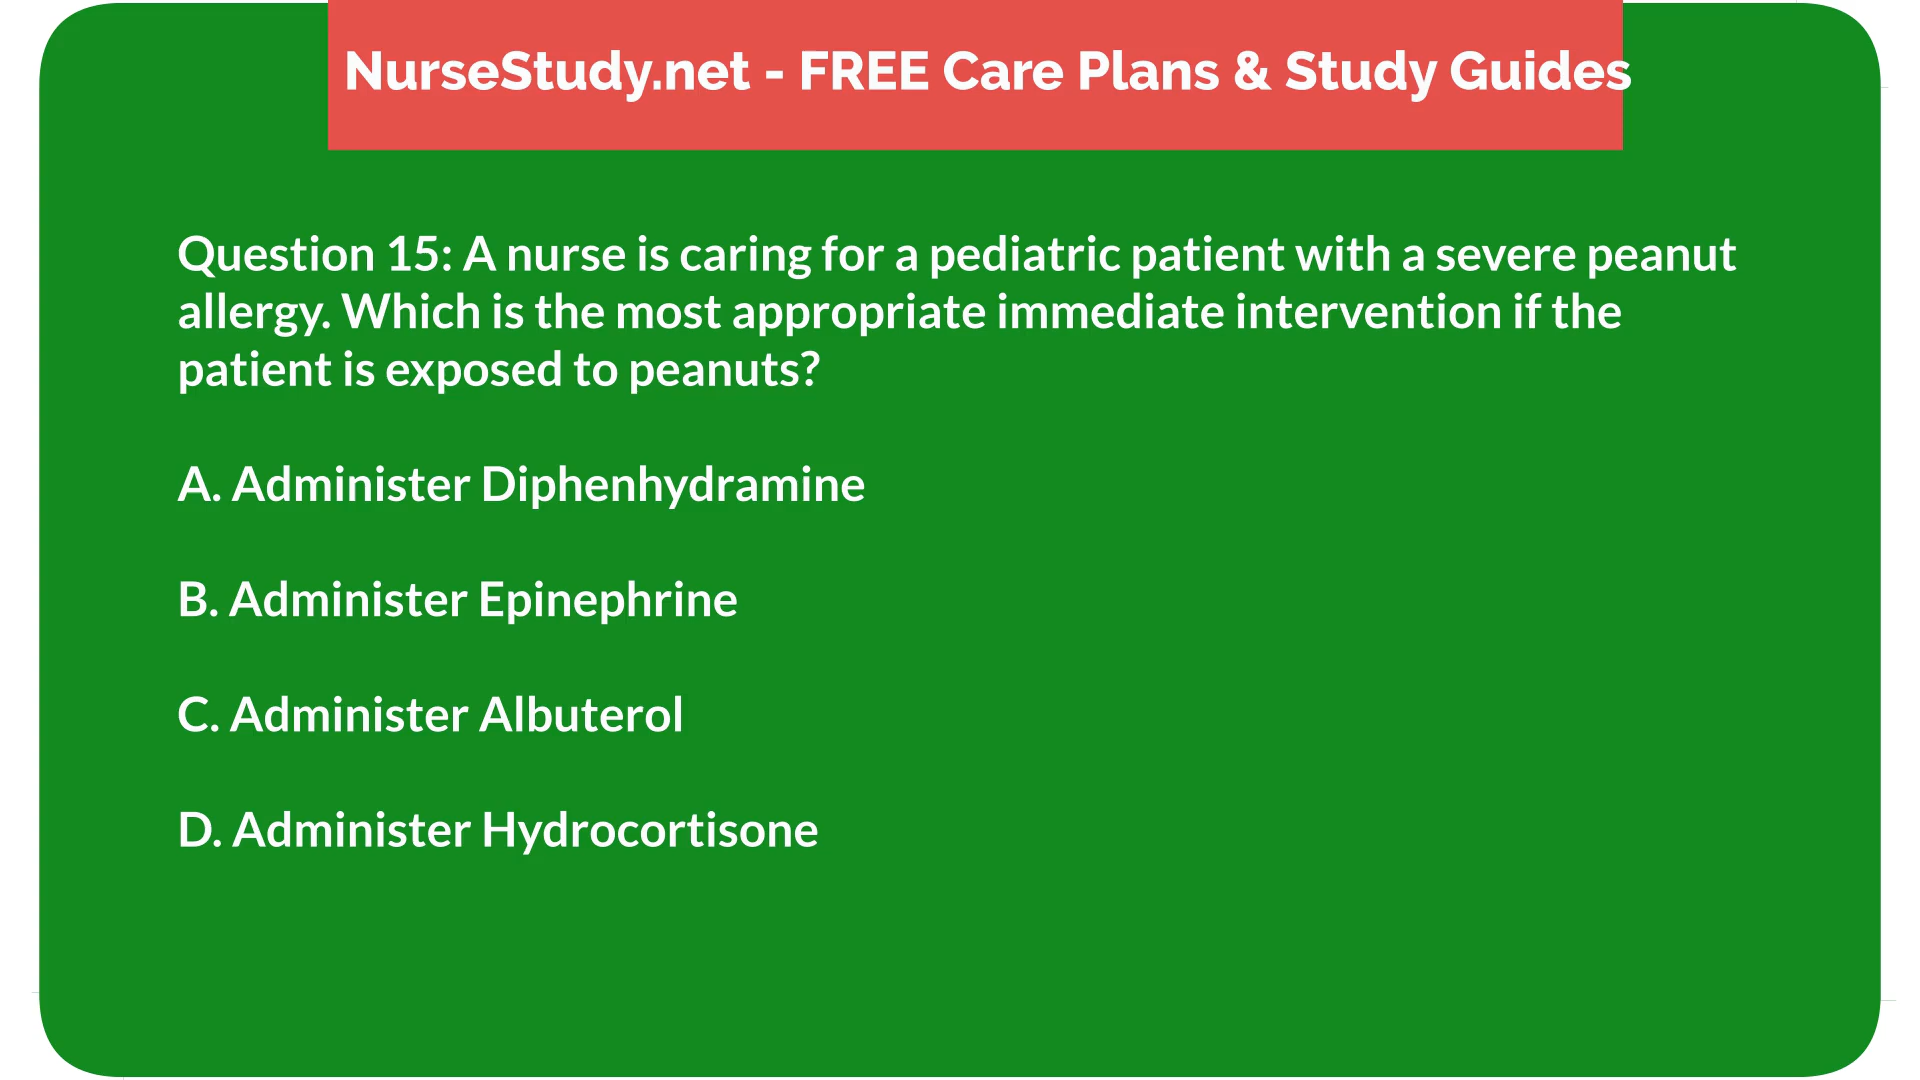 NurseStudy.net - FREE Care Plans & Study Guides
Question 15: A nurse is caring for a pediatric patient with a severe peanut
allergy. Which is the most appropriate immediate intervention if the
patient is exposed to peanuts?
A. Administer Diphenhydramine
B. Administer Epinephrine
C. Administer Albuterol
D. Administer Hydrocortisone